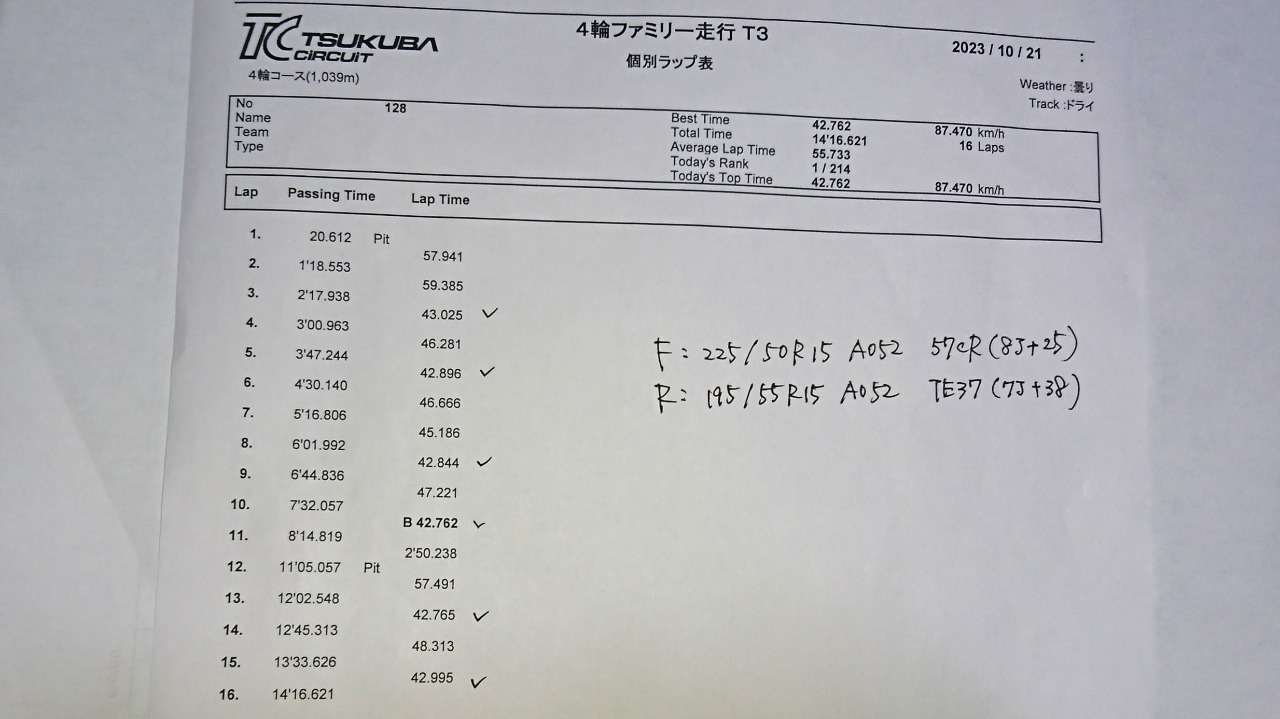 TC TSUKUBA CIRCUIT
4輪ファミリー走行 T3
2023 / 10 / 21 :
個別ラップ表
4輪コース(1,039m)
Weather :曇り
Track :ドライ
No 128
Name
Team
Type
Best Time 42.762 87.470 km/h
Total Time 14'16.621 16 Laps
Average Lap Time 55.733
Today's Rank 1 / 214
Today's Top Time 42.762 87.470 km/h
Lap Passing Time Lap Time
1. 20.612 Pit
57.941
2. 1'18.553
59.385
3. 2'17.938
43.025 ✓
4. 3'00.963
46.281
5. 3'47.244
42.896 ✓
6. 4'30.140
46.666
7. 5'16.806
45.186
8. 6'01.992
42.844 ✓
9. 6'44.836
47.221
10. 7'32.057
B 42.762 ✓
11. 8'14.819
2'50.238
12. 11'05.057 Pit
57.491
13. 12'02.548
42.765 ✓
14. 12'45.313
48.313
15. 13'33.626
42.995 ✓
16. 14'16.621
F: 225/50R15 A052 57CR (8J+25)
R: 195/55R15 A052 TE37 (7J+38)